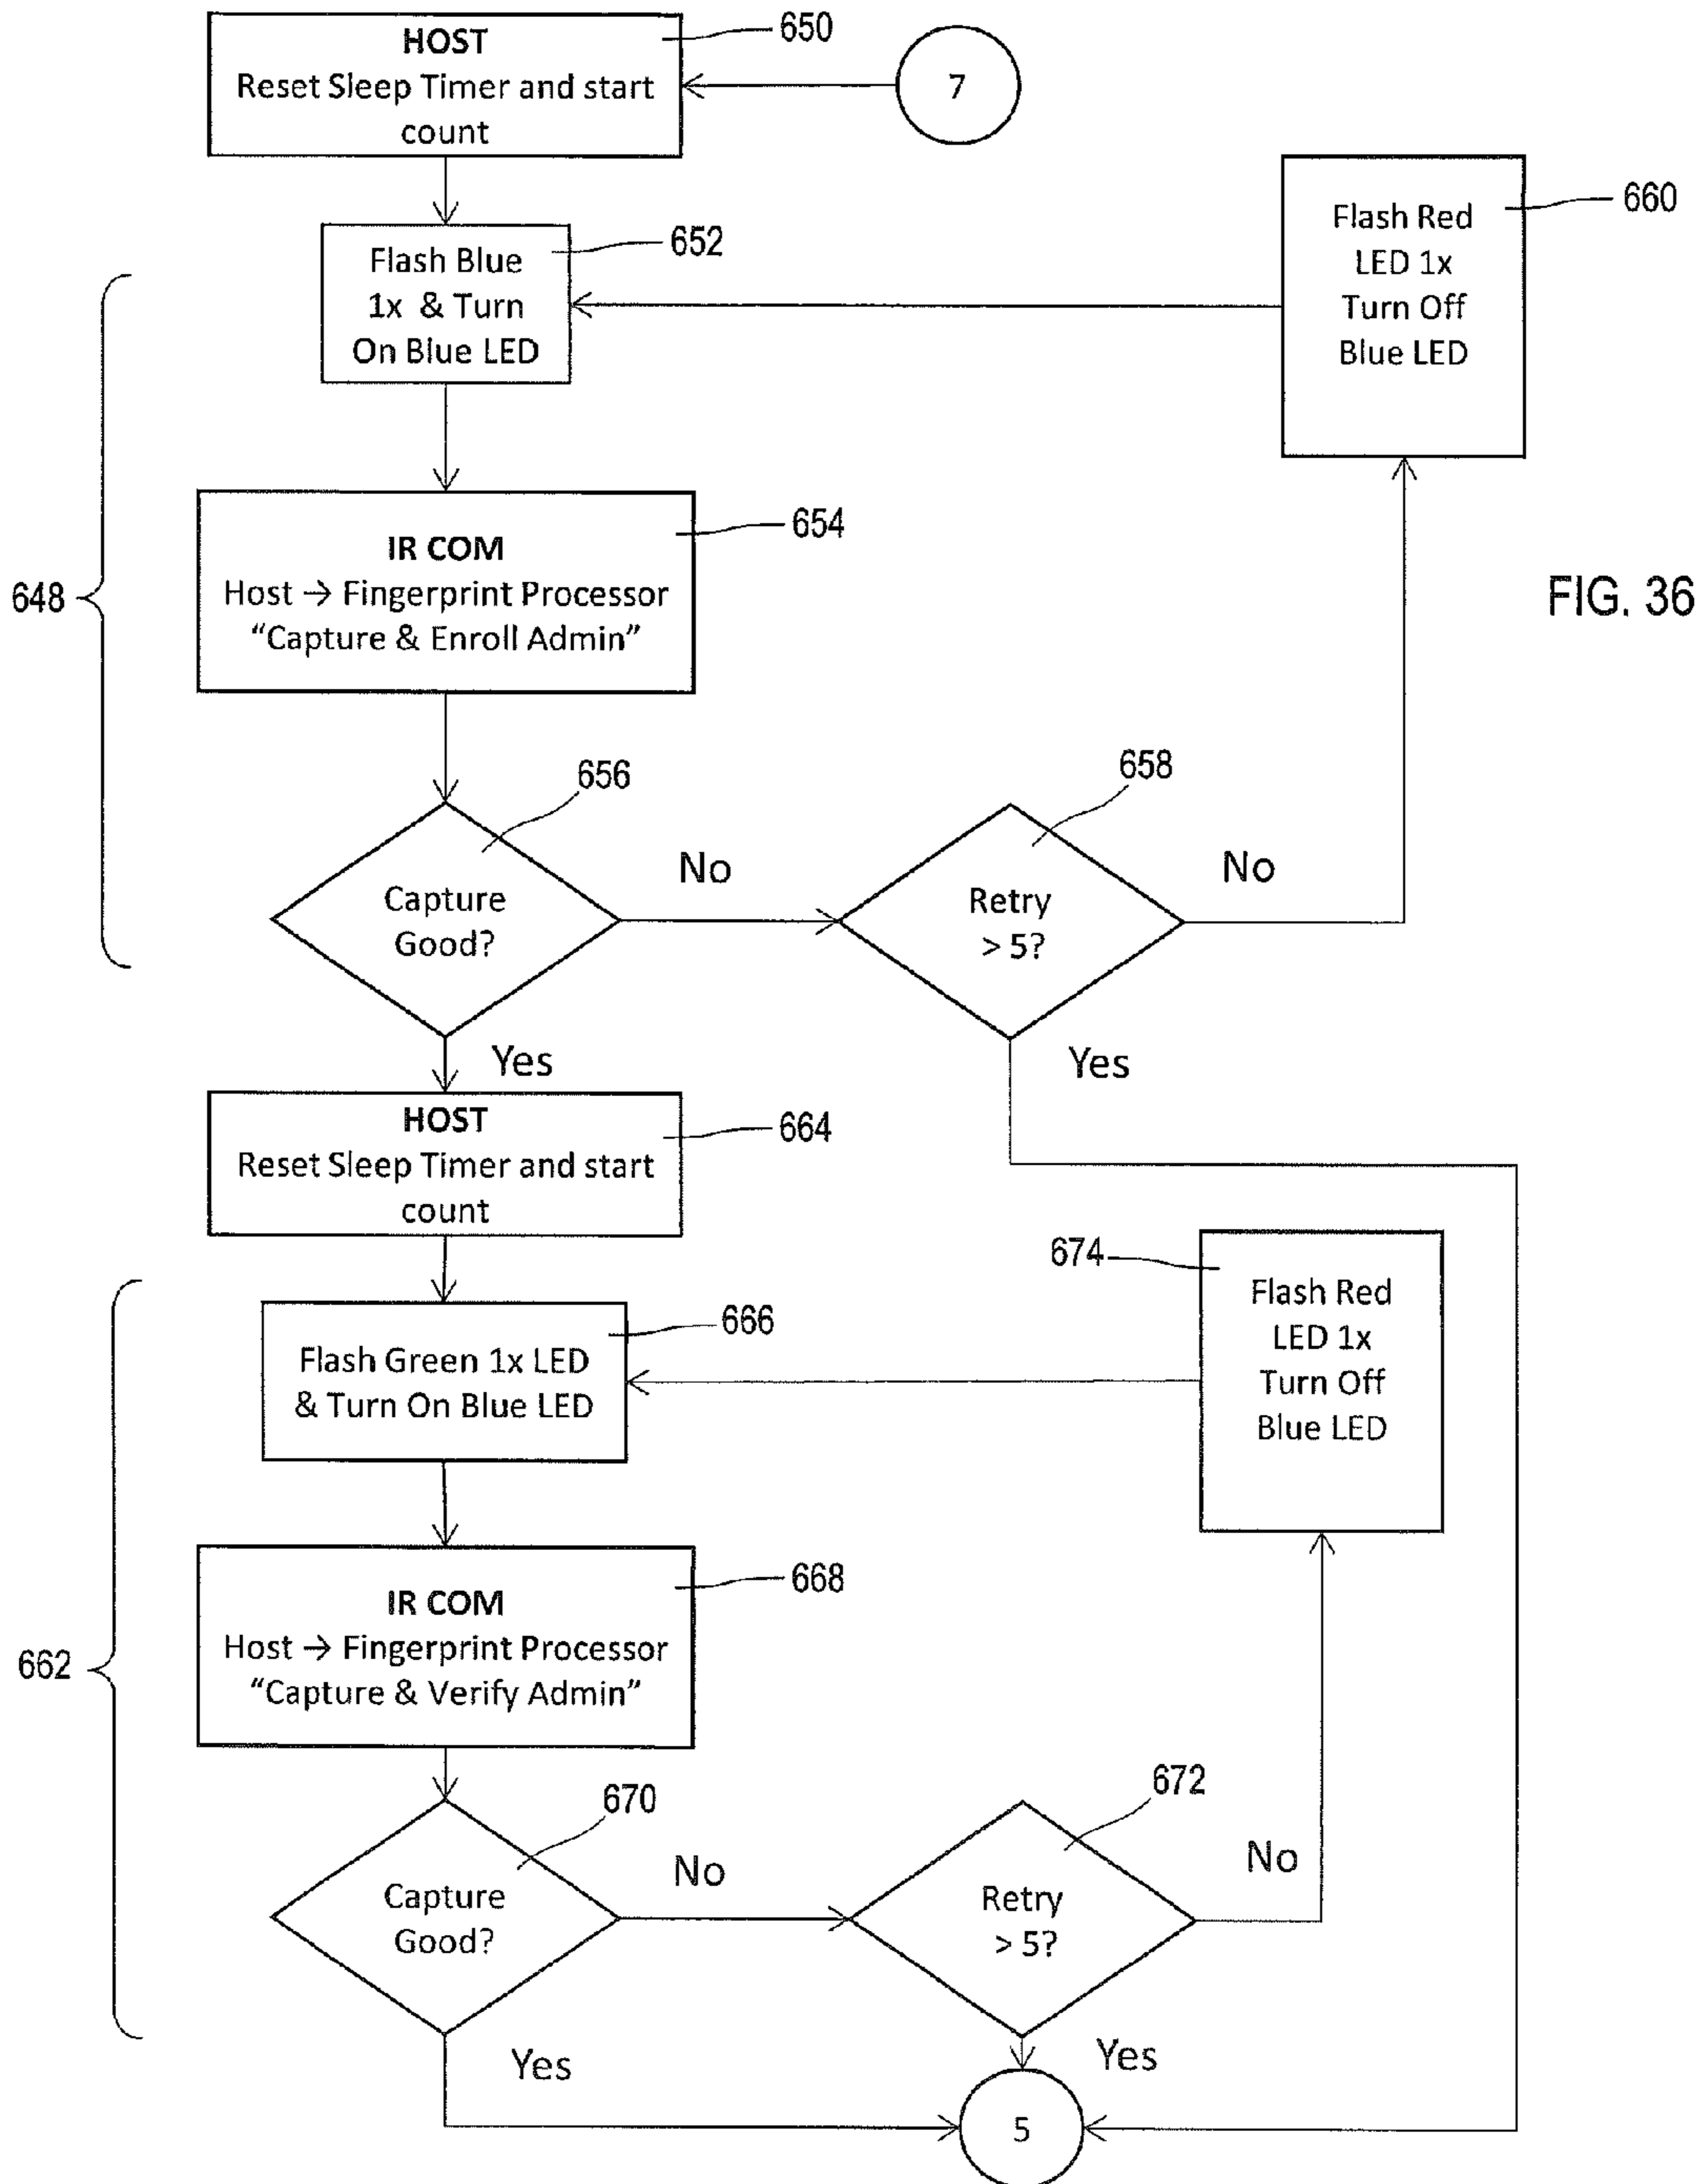 HOST
Reset Sleep Timer and start
count
650
7
Flash Blue
1x & Turn
On Blue LED
652
Flash Red
LED 1x
Turn Off
Blue LED
660
648
IR COM
Host → Fingerprint Processor
“Capture & Enroll Admin”
654
FIG. 36
656
Capture
Good?
No
658
Retry
> 5?
No
Yes
Yes
HOST
Reset Sleep Timer and start
count
664
674
Flash Red
LED 1x
Turn Off
Blue LED
Flash Green 1x LED
& Turn On Blue LED
666
662
IR COM
Host → Fingerprint Processor
“Capture & Verify Admin”
668
670
Capture
Good?
No
672
Retry
> 5?
No
Yes
Yes
5